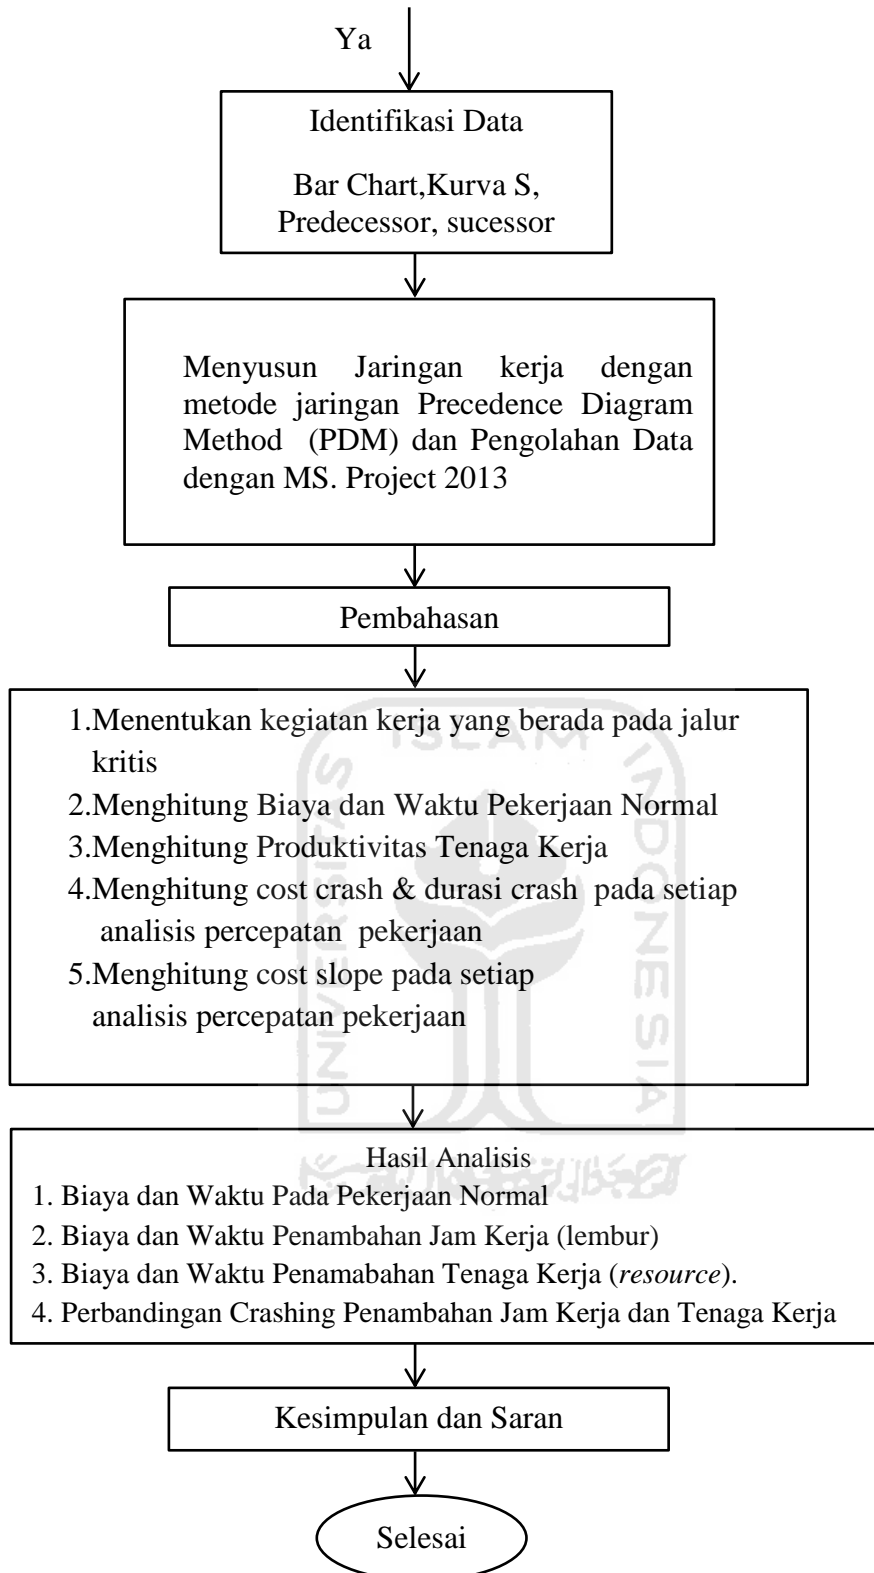 Ya
Identifikasi Data
Bar Chart,Kurva S,
Predecessor, sucessor
Menyusun Jaringan kerja dengan
metode jaringan Precedence Diagram
Method (PDM) dan Pengolahan Data
dengan MS. Project 2013
Pembahasan
1.Menentukan kegiatan kerja yang berada pada jalur
kritis
2.Menghitung Biaya dan Waktu Pekerjaan Normal
3.Menghitung Produktivitas Tenaga Kerja
4.Menghitung cost crash & durasi crash pada setiap
analisis percepatan pekerjaan
5.Menghitung cost slope pada setiap
analisis percepatan pekerjaan
UNIVERSITAS
ISLAM
INDONESIA
Hasil Analisis
1. Biaya dan Waktu Pada Pekerjaan Normal
2. Biaya dan Waktu Penambahan Jam Kerja (lembur)
3. Biaya dan Waktu Penamabahan Tenaga Kerja (resource).
4. Perbandingan Crashing Penambahan Jam Kerja dan Tenaga Kerja
Kesimpulan dan Saran
Selesai